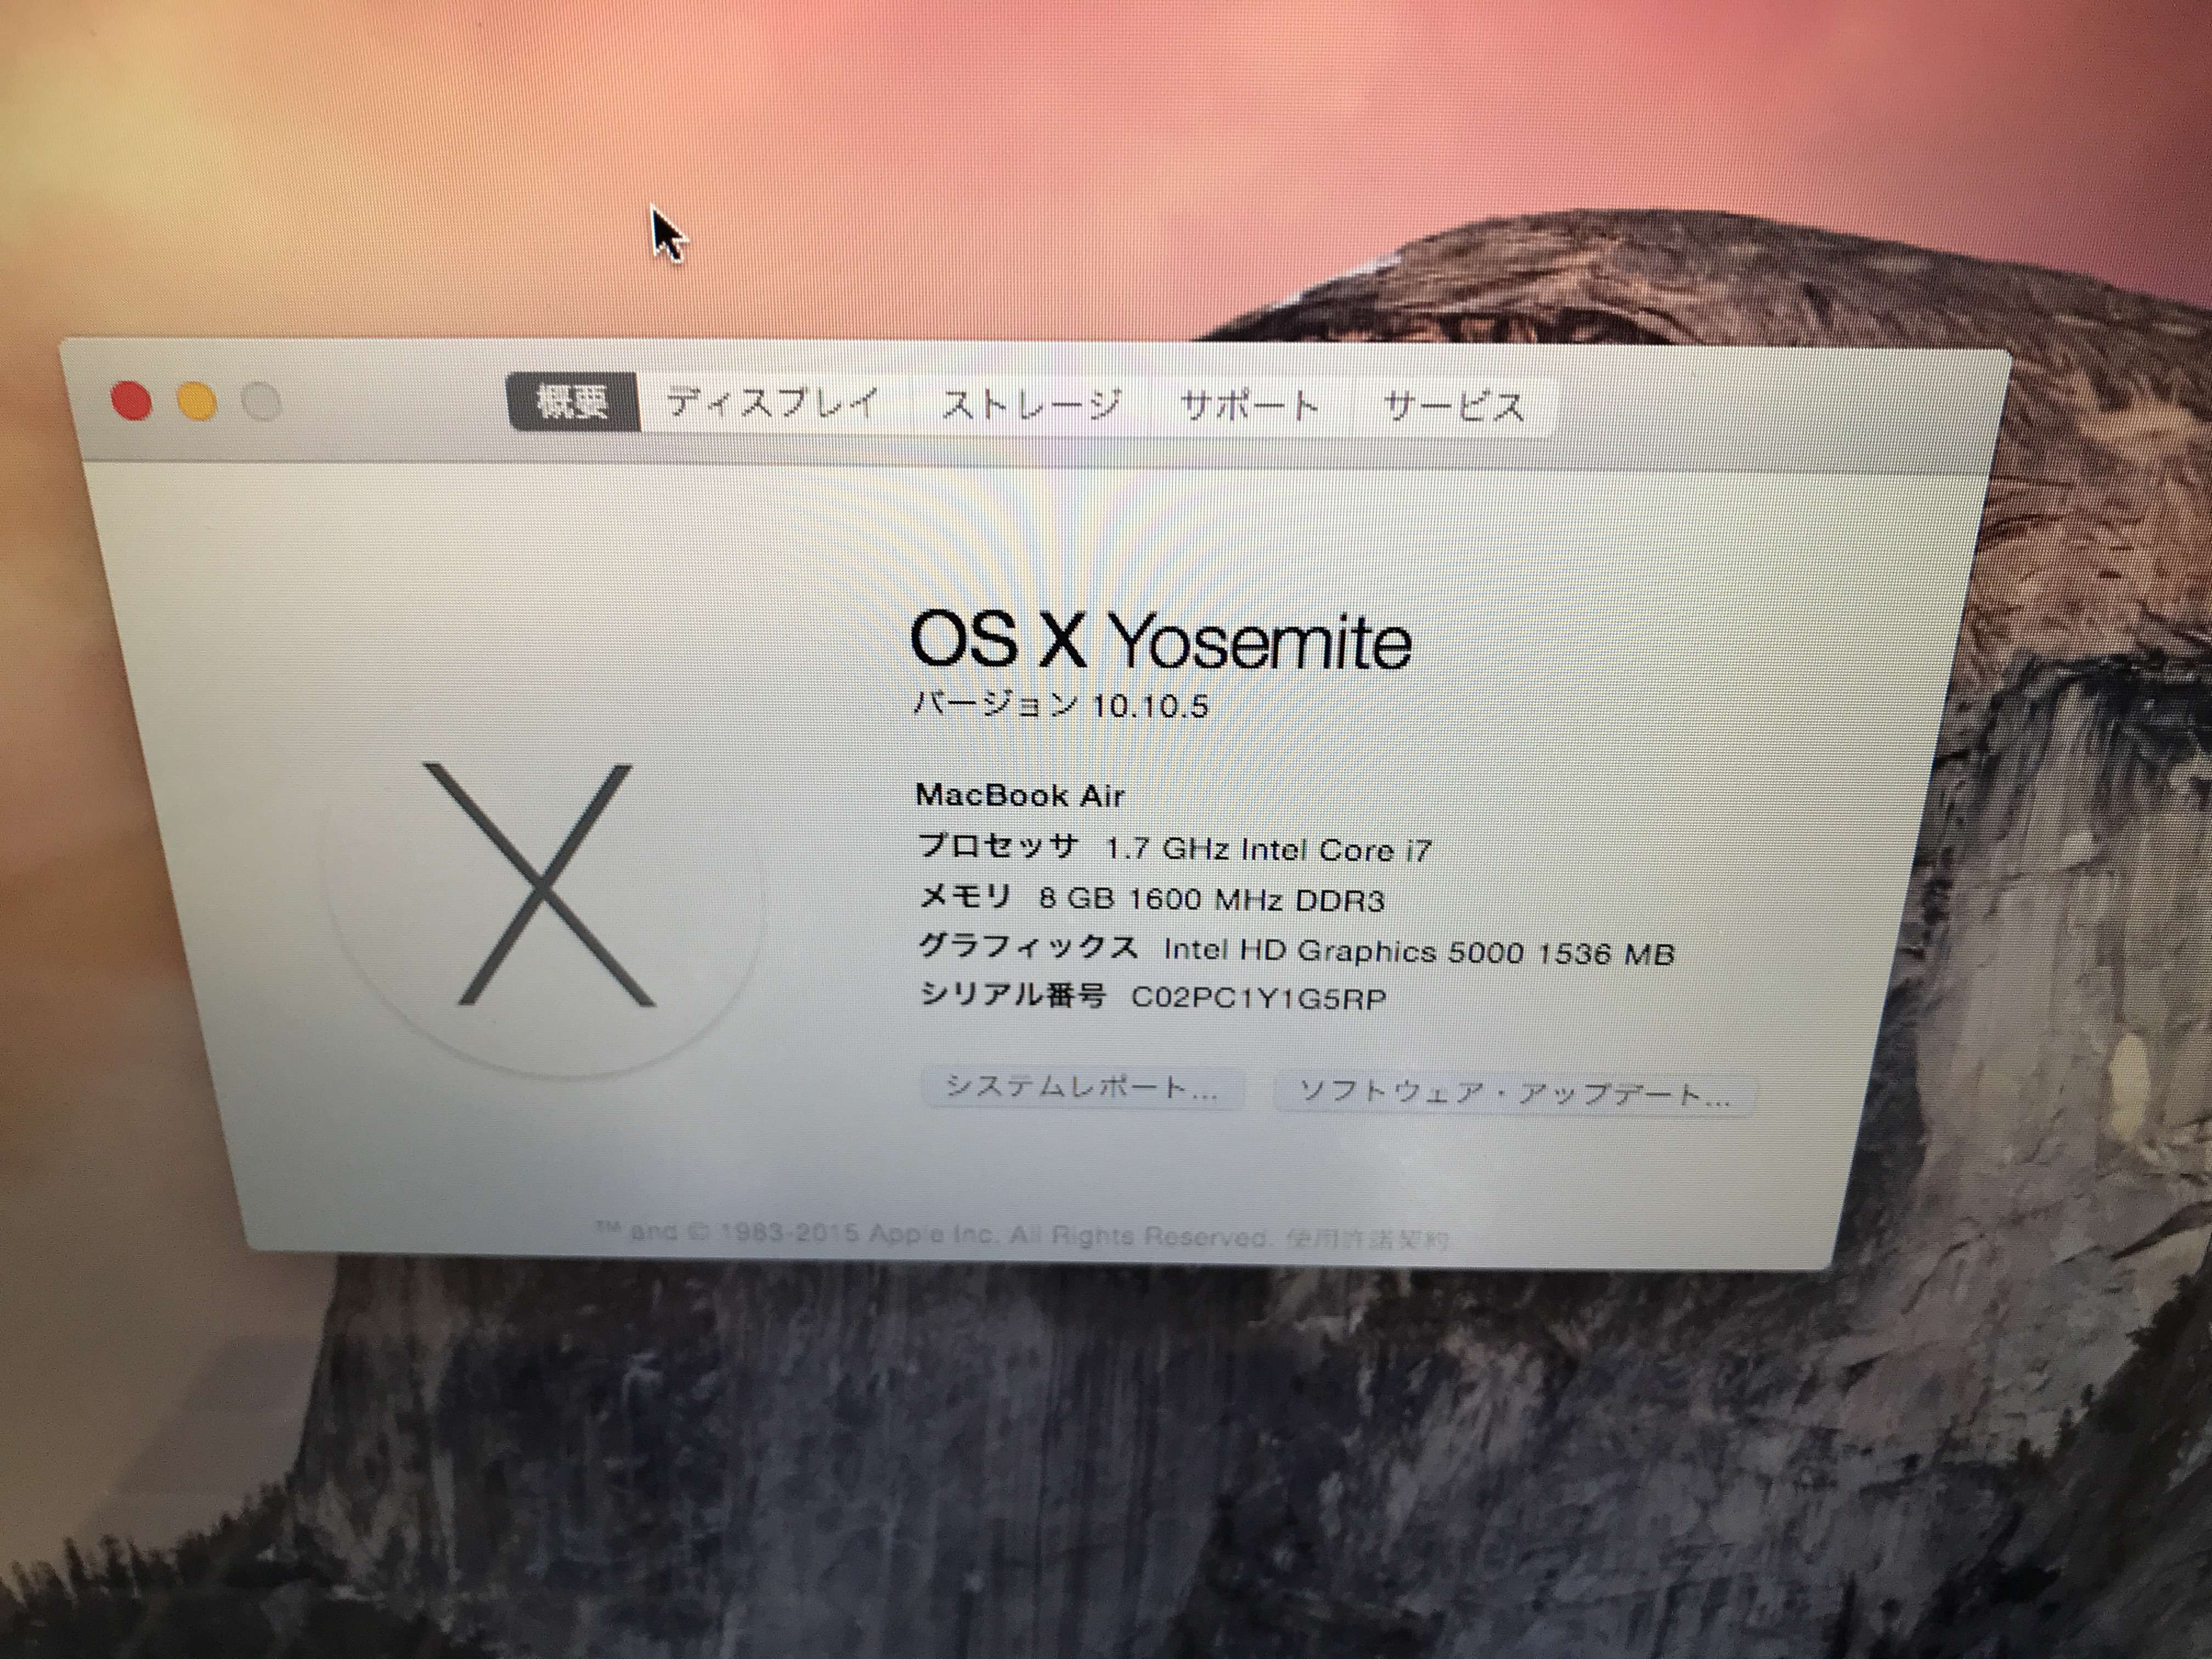 概要 ディスプレイ ストレージ サポート サービス
OS X Yosemite
バージョン 10.10.5
MacBook Air
プロセッサ 1.7 GHz Intel Core i7
メモリ 8 GB 1600 MHz DDR3
グラフィックス Intel HD Graphics 5000 1536 MB
シリアル番号 C02PC1Y1G5RP
システムレポート... ソフトウェア・アップデート...
™ and © 1983-2015 Apple Inc. All Rights Reserved. 使用許諾契約